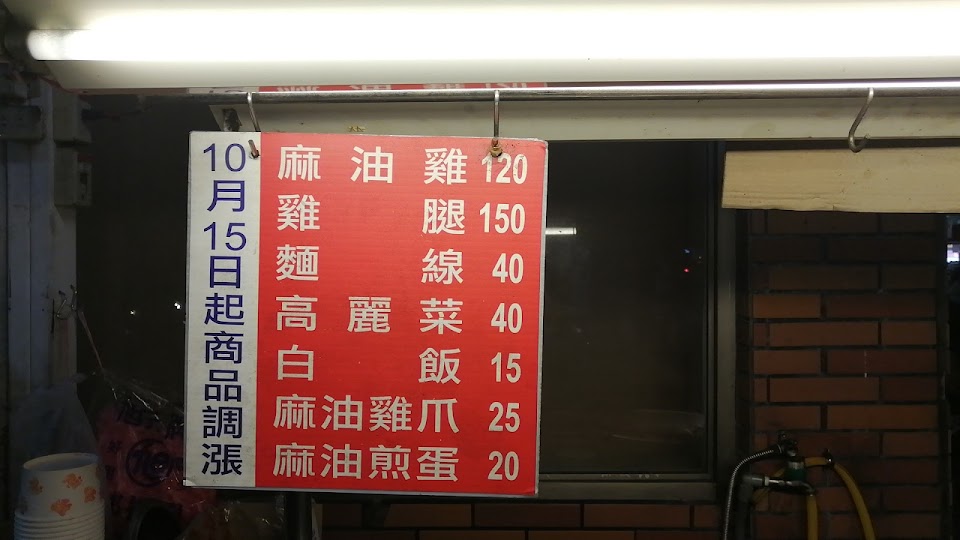 10月15日起商品調漲
麻油雞 120
雞腿 150
麵線 40
高麗菜 40
白飯 15
麻油雞爪 25
麻油煎蛋 20